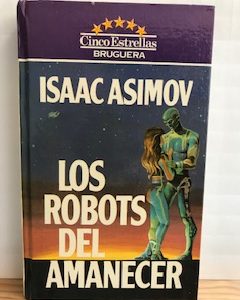 Cinco Estrellas
BRUGUERA
ISAAC ASIMOV
LOS
ROBOTS
DEL
AMANECER